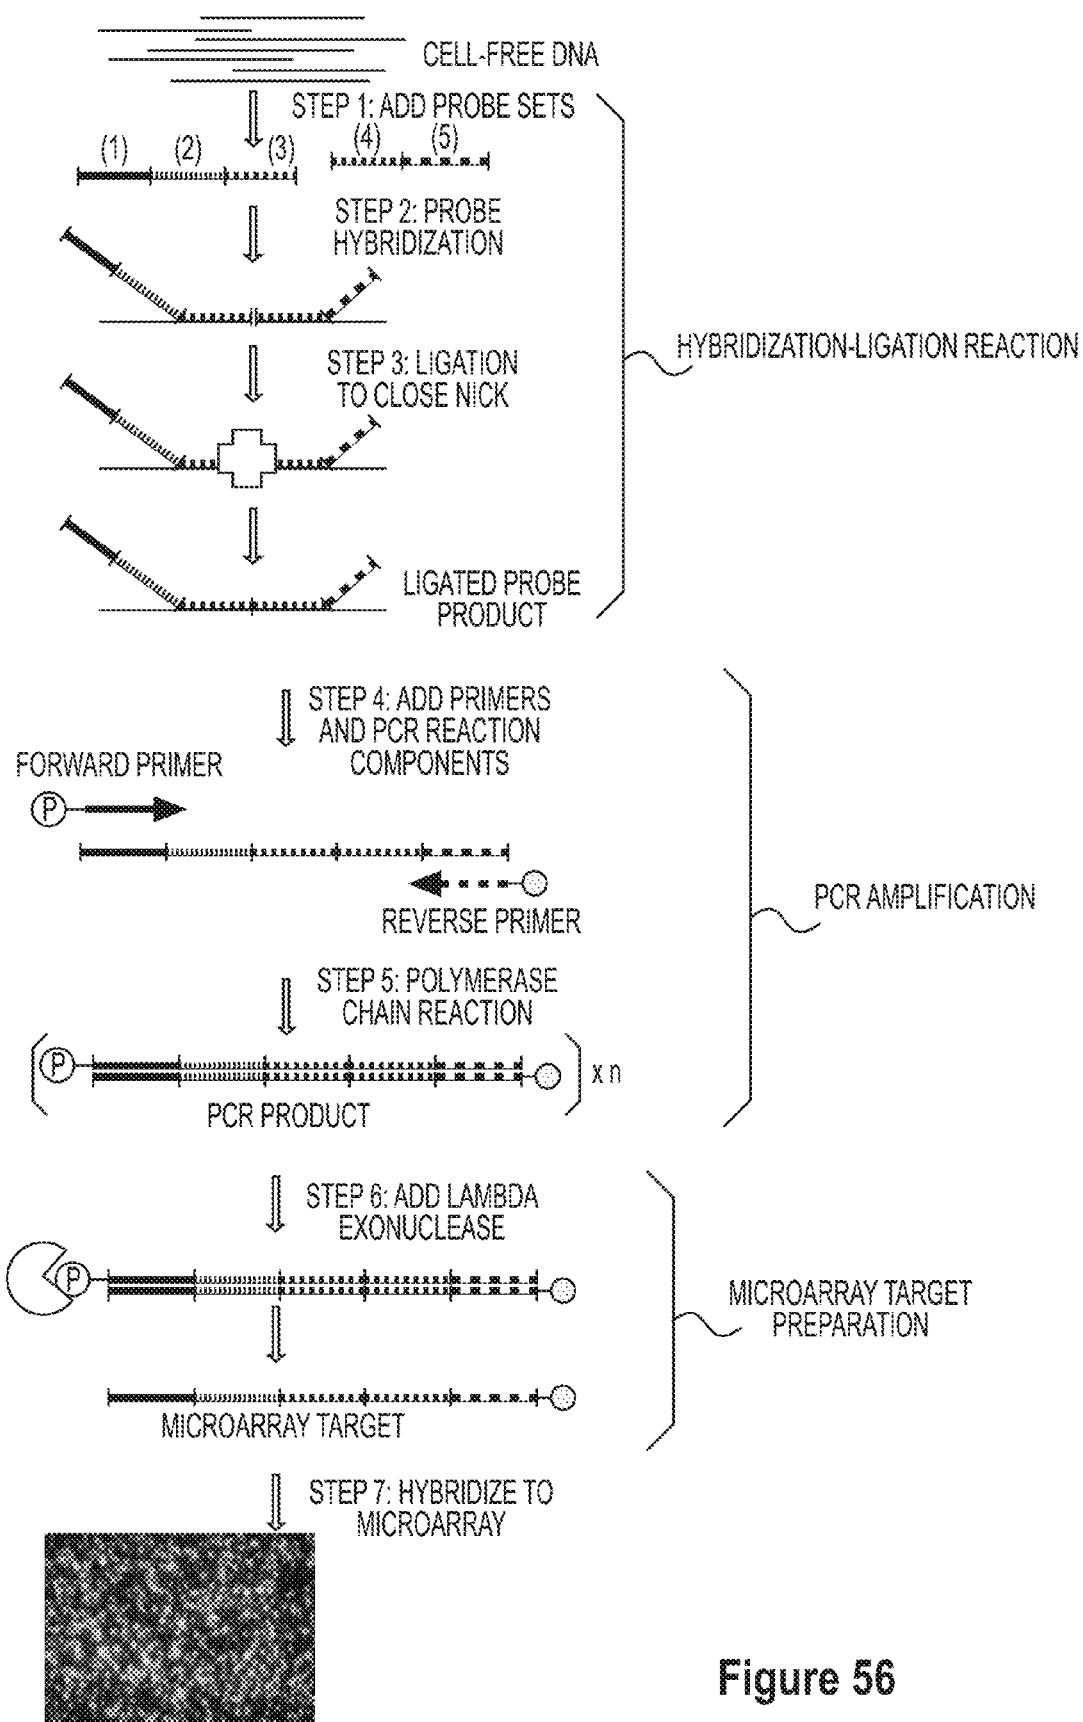 CELL-FREE DNA
STEP 1: ADD PROBE SETS
(1)
(2)
(3)
(4)
(5)
STEP 2: PROBE
HYBRIDIZATION
HYBRIDIZATION-LIGATION REACTION
STEP 3: LIGATION
TO CLOSE NICK
LIGATED PROBE
PRODUCT
STEP 4: ADD PRIMERS
AND PCR REACTION
COMPONENTS
FORWARD PRIMER
P
REVERSE PRIMER
PCR AMPLIFICATION
STEP 5: POLYMERASE
CHAIN REACTION
P
x n
PCR PRODUCT
STEP 6: ADD LAMBDA
EXONUCLEASE
P
MICROARRAY TARGET
PREPARATION
MICROARRAY TARGET
STEP 7: HYBRIDIZE TO
MICROARRAY
Figure 56